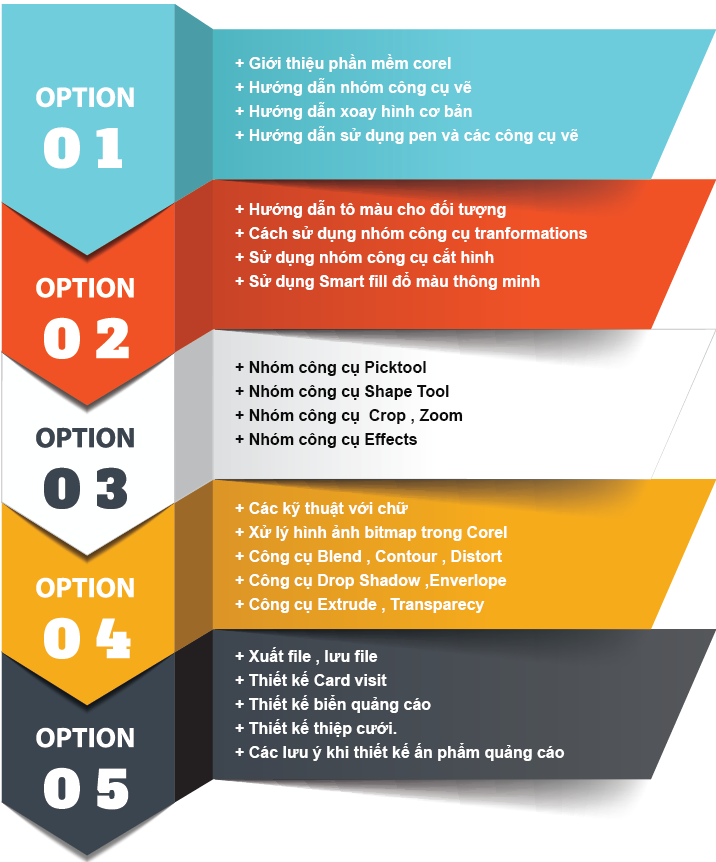 OPTION
01
+ Giới thiệu phần mềm corel
+ Hướng dẫn nhóm công cụ vẽ
+ Hướng dẫn xoay hình cơ bản
+ Hướng dẫn sử dụng pen và các công cụ vẽ
OPTION
02
+ Hướng dẫn tô màu cho đối tượng
+ Cách sử dụng nhóm công cụ tranformations
+ Sử dụng nhóm công cụ cắt hình
+ Sử dụng Smart fill đổ màu thông minh
OPTION
03
+ Nhóm công cụ Picktool
+ Nhóm công cụ Shape Tool
+ Nhóm công cụ  Crop , Zoom
+ Nhóm công cụ Effects
OPTION
04
+ Các kỹ thuật với chữ
+ Xử lý hình ảnh bitmap trong Corel
+ Công cụ Blend , Contour , Distort
+ Công cụ Drop Shadow ,Enverlope
+ Công cụ Extrude , Transparecy
OPTION
05
+ Xuất file , lưu file
+ Thiết kế Card visit
+ Thiết kế biển quảng cáo
+ Thiết kế thiệp cưới.
+ Các lưu ý khi thiết kế ấn phẩm quảng cáo